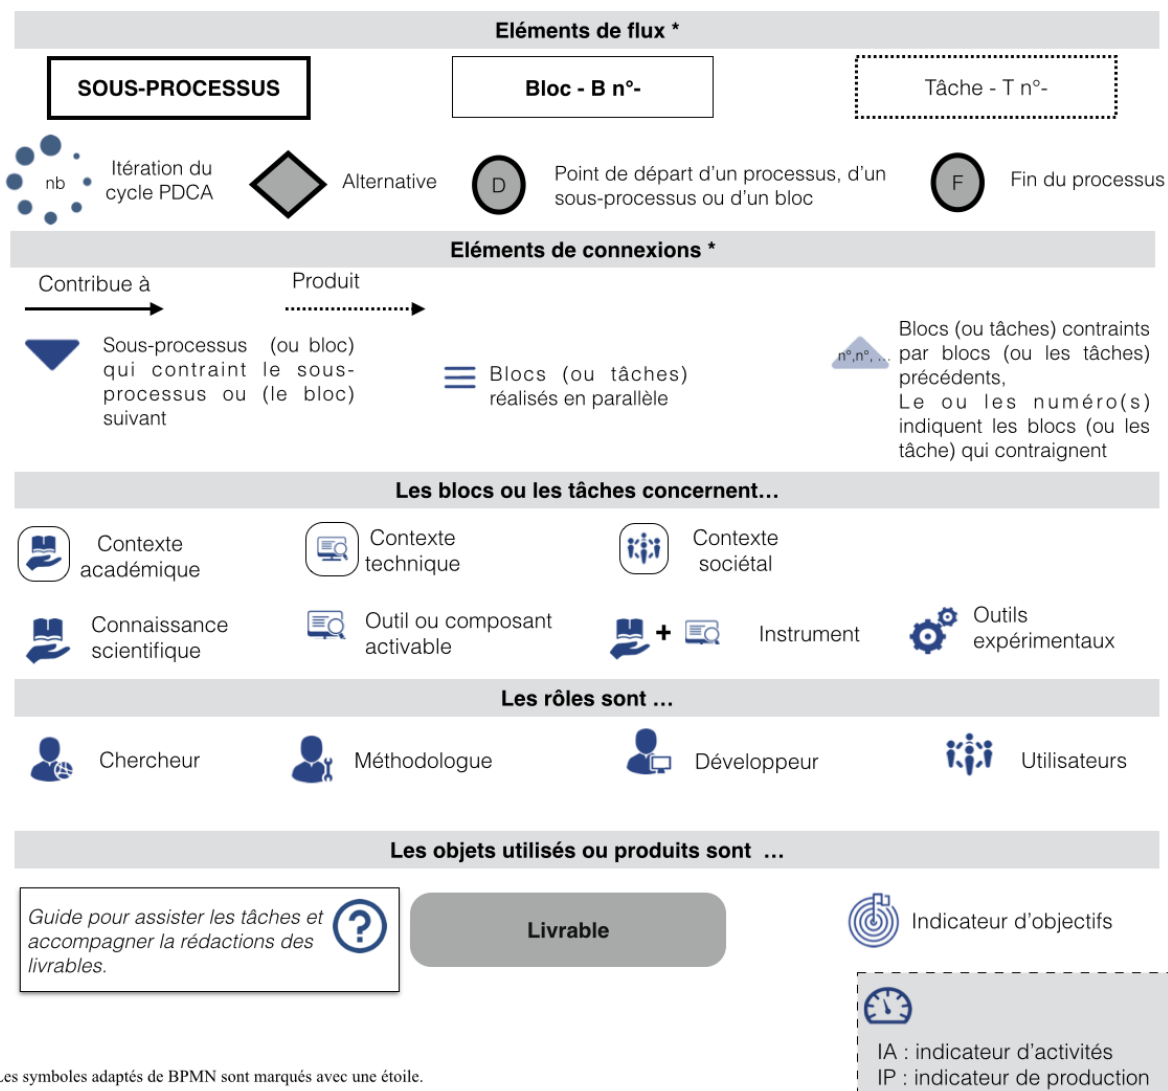 Eléments de flux *
SOUS-PROCESSUS
Bloc - B n°-
Tâche - T n°-
nb
Itération du
cycle PDCA
Alternative
D
Point de départ d'un processus, d'un
sous-processus ou d'un bloc
F
Fin du processus
Eléments de connexions *
Contribue à
Produit
Sous-processus (ou bloc)
qui contraint le sous-
processus ou (le bloc)
suivant
Blocs (ou tâches)
réalisés en parallèle
n°,n°, ...
Blocs (ou tâches) contraints
par blocs (ou les tâches)
précédents,
Le ou les numéro(s)
indiquent les blocs (ou les
tâche) qui contraignent
Les blocs ou les tâches concernent…
Contexte
académique
Contexte
technique
Contexte
sociétal
Connaissance
scientifique
Outil ou composant
activable
+
Instrument
Outils
expérimentaux
Les rôles sont …
Chercheur
Méthodologue
Développeur
Utilisateurs
Les objets utilisés ou produits sont …
Guide pour assister les tâches et
accompagner la rédactions des
livrables.
?
Livrable
Indicateur d'objectifs
IA : indicateur d'activités
IP : indicateur de production
Les symboles adaptés de BPMN sont marqués avec une étoile.